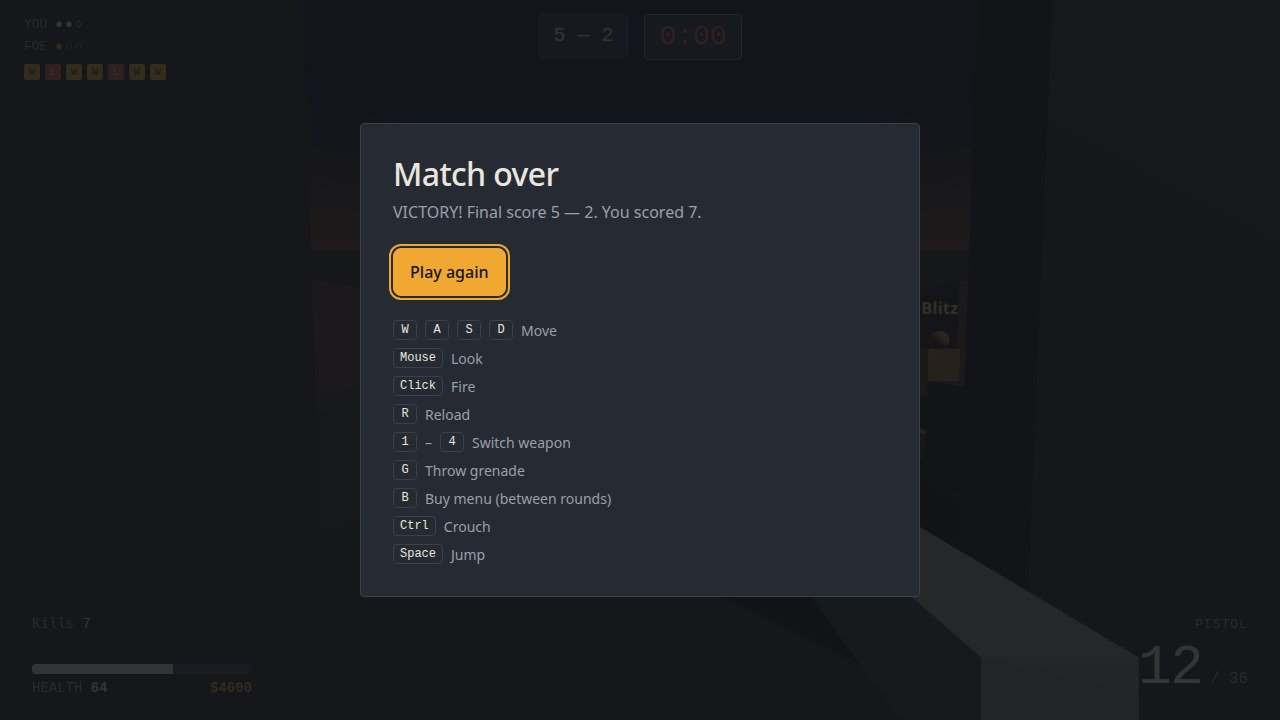 YOU
FOE
W L W W L W W
5 — 2
0:00
Match over
VICTORY! Final score 5 — 2. You scored 7.
Play again
W A S D Move
Mouse Look
Click Fire
R Reload
1 – 4 Switch weapon
G Throw grenade
B Buy menu (between rounds)
Ctrl Crouch
Space Jump
Blitz
Kills 7
HEALTH 64
$4600
PISTOL
12 / 36